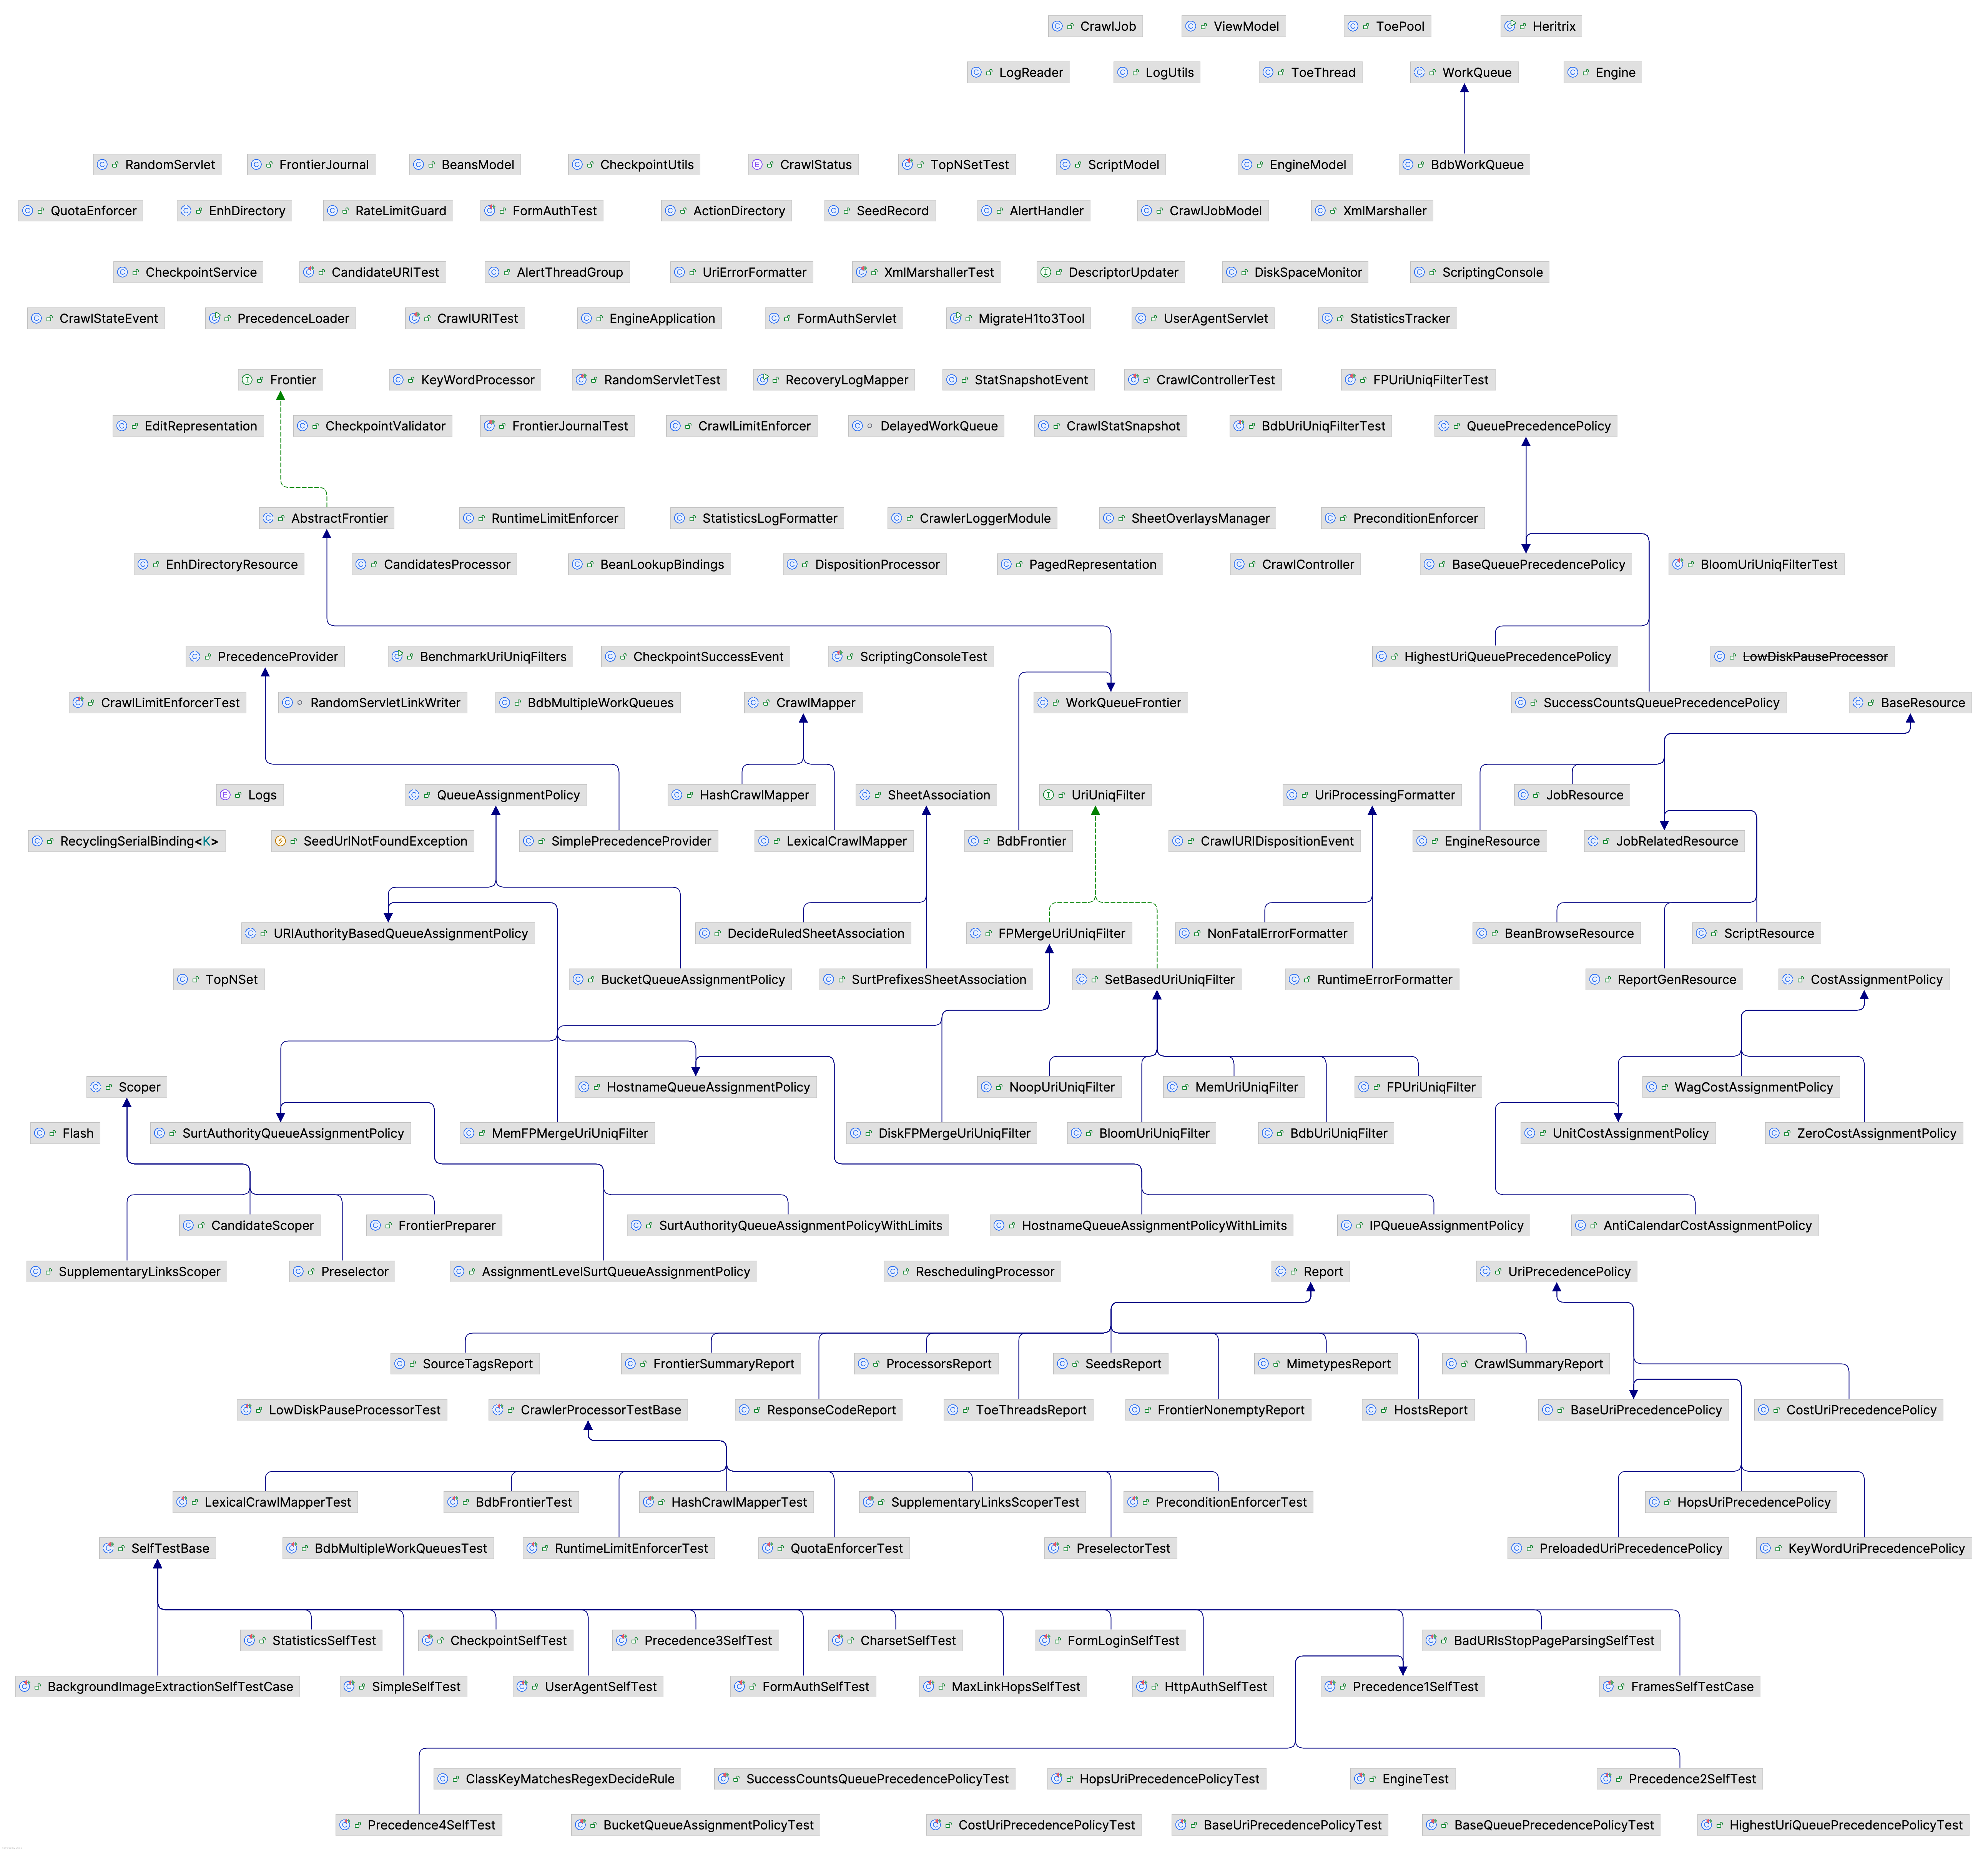 CrawlJob ViewModel ToePool Heritrix
LogReader LogUtils ToeThread WorkQueue Engine
RandomServlet FrontierJournal BeansModel CheckpointUtils CrawlStatus TopNSetTest ScriptModel EngineModel BdbWorkQueue
QuotaEnforcer EnhDirectory RateLimitGuard FormAuthTest ActionDirectory SeedRecord AlertHandler CrawlJobModel XmlMarshaller
CheckpointService CandidateURITest AlertThreadGroup UriErrorFormatter XmlMarshallerTest DescriptorUpdater DiskSpaceMonitor ScriptingConsole
CrawlStateEvent PrecedenceLoader CrawlURITest EngineApplication FormAuthServlet MigrateH1to3Tool UserAgentServlet StatisticsTracker
Frontier KeyWordProcessor RandomServletTest RecoveryLogMapper StatSnapshotEvent CrawlControllerTest FPUriUniqFilterTest
EditRepresentation CheckpointValidator FrontierJournalTest CrawlLimitEnforcer DelayedWorkQueue CrawlStatSnapshot BdbUriUniqFilterTest QueuePrecedencePolicy
AbstractFrontier RuntimeLimitEnforcer StatisticsLogFormatter CrawlerLoggerModule SheetOverlaysManager PreconditionEnforcer
EnhDirectoryResource CandidatesProcessor BeanLookupBindings DispositionProcessor PagedRepresentation CrawlController BaseQueuePrecedencePolicy BloomUriUniqFilterTest
PrecedenceProvider BenchmarkUriUniqFilters CheckpointSuccessEvent ScriptingConsoleTest HighestUriQueuePrecedencePolicy LowDiskPauseProcessor
CrawlLimitEnforcerTest RandomServletLinkWriter BdbMultipleWorkQueues CrawlMapper WorkQueueFrontier SuccessCountsQueuePrecedencePolicy BaseResource
Logs QueueAssignmentPolicy HashCrawlMapper SheetAssociation UriUniqFilter UriProcessingFormatter JobResource
RecyclingSerialBinding<K> SeedUrlNotFoundException SimplePrecedenceProvider LexicalCrawlMapper BdbFrontier CrawlURIDispositionEvent EngineResource JobRelatedResource
URIAuthorityBasedQueueAssignmentPolicy DecideRuledSheetAssociation FPMergeUriUniqFilter NonFatalErrorFormatter BeanBrowseResource ScriptResource
TopNSet BucketQueueAssignmentPolicy SurtPrefixesSheetAssociation SetBasedUriUniqFilter RuntimeErrorFormatter ReportGenResource CostAssignmentPolicy
Scoper HostnameQueueAssignmentPolicy NoopUriUniqFilter MemUriUniqFilter FPUriUniqFilter WagCostAssignmentPolicy
Flash SurtAuthorityQueueAssignmentPolicy MemFPMergeUriUniqFilter DiskFPMergeUriUniqFilter BloomUriUniqFilter BdbUriUniqFilter UnitCostAssignmentPolicy ZeroCostAssignmentPolicy
CandidateScoper FrontierPreparer SurtAuthorityQueueAssignmentPolicyWithLimits HostnameQueueAssignmentPolicyWithLimits IPQueueAssignmentPolicy AntiCalendarCostAssignmentPolicy
SupplementaryLinksScoper Preselector AssignmentLevelSurtQueueAssignmentPolicy ReschedulingProcessor Report UriPrecedencePolicy
SourceTagsReport FrontierSummaryReport ProcessorsReport SeedsReport MimetypesReport CrawlSummaryReport
LowDiskPauseProcessorTest CrawlerProcessorTestBase ResponseCodeReport ToeThreadsReport FrontierNonemptyReport HostsReport BaseUriPrecedencePolicy CostUriPrecedencePolicy
LexicalCrawlMapperTest BdbFrontierTest HashCrawlMapperTest SupplementaryLinksScoperTest PreconditionEnforcerTest HopsUriPrecedencePolicy
SelfTestBase BdbMultipleWorkQueuesTest RuntimeLimitEnforcerTest QuotaEnforcerTest PreselectorTest PreloadedUriPrecedencePolicy KeyWordUriPrecedencePolicy
StatisticsSelfTest CheckpointSelfTest Precedence3SelfTest CharsetSelfTest FormLoginSelfTest BadURIsStopPageParsingSelfTest
BackgroundImageExtractionSelfTestCase SimpleSelfTest UserAgentSelfTest FormAuthSelfTest MaxLinkHopsSelfTest HttpAuthSelfTest Precedence1SelfTest FramesSelfTestCase
ClassKeyMatchesRegexDecideRule SuccessCountsQueuePrecedencePolicyTest HopsUriPrecedencePolicyTest EngineTest Precedence2SelfTest
Precedence4SelfTest BucketQueueAssignmentPolicyTest CostUriPrecedencePolicyTest BaseUriPrecedencePolicyTest BaseQueuePrecedencePolicyTest HighestUriQueuePrecedencePolicyTest